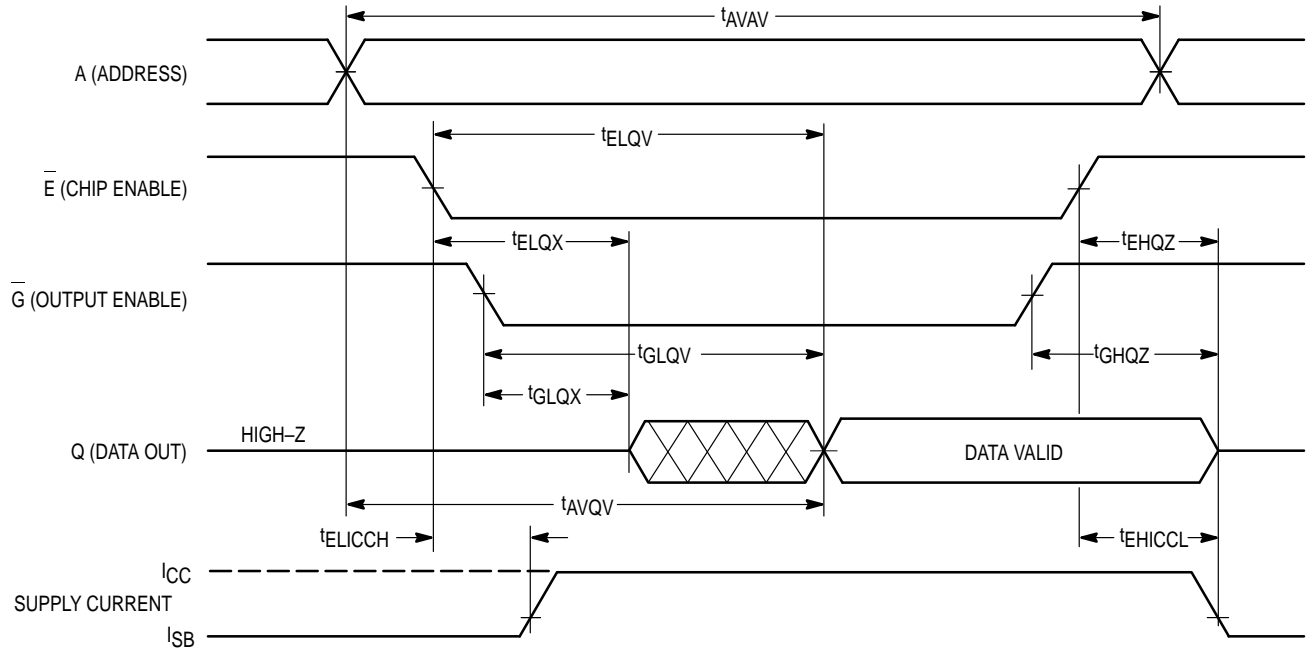 tAVAV
A (ADDRESS)
tELQV
E (CHIP ENABLE)
tELQX
tEHQZ
G (OUTPUT ENABLE)
tGLQV
tGHQZ
tGLQX
HIGH–Z
Q (DATA OUT)
DATA VALID
tAVQV
tELICCH
tEHICCL
ICC
SUPPLY CURRENT
ISB